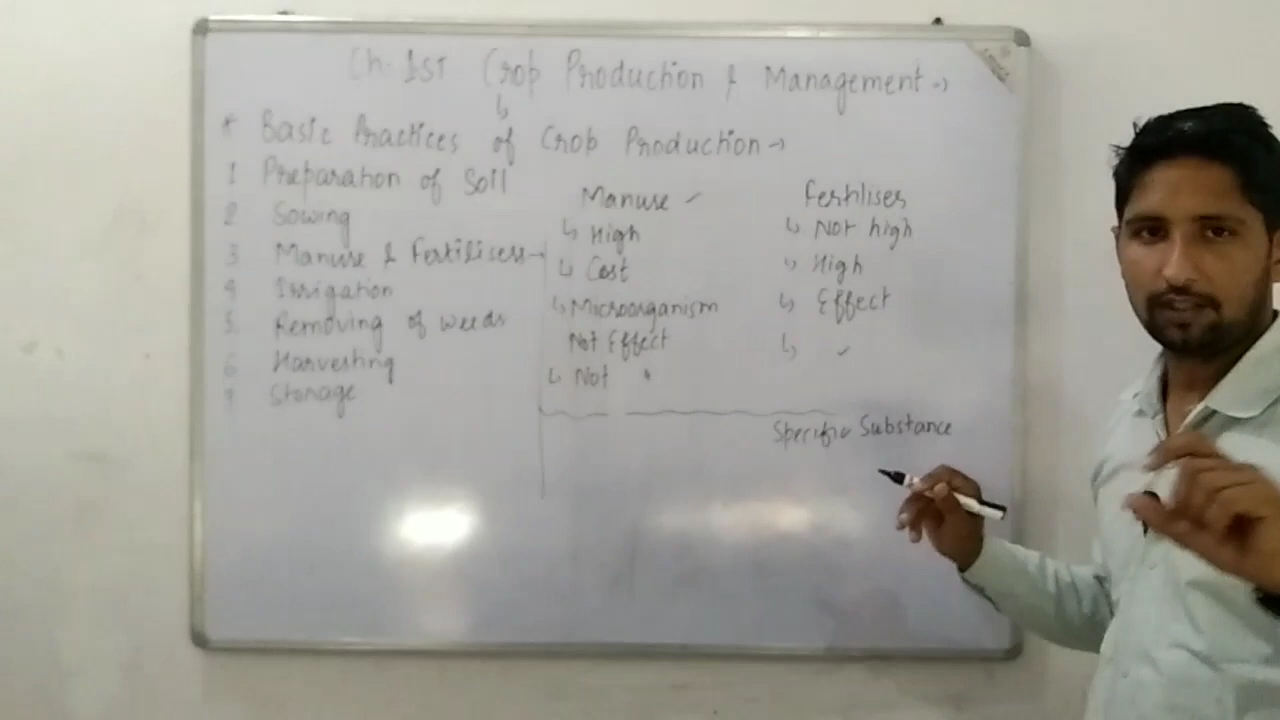 Ch. 1st Crop Production & Management →
* Basic Practices of Crop Production →
1 Preparation of Soil
2 Sowing
3 Manuse & Fertilisers →
4 Irrigation
5. Removing of weeds
6 Harvesting
7 Storage
Manuse ✓
↳ High
↳ Cost
↳ Microorganism
Not Effect
↳ Not
Fertilises
↳ Not high
↳ High
↳ Effect
↳ ✓
Specific Substance